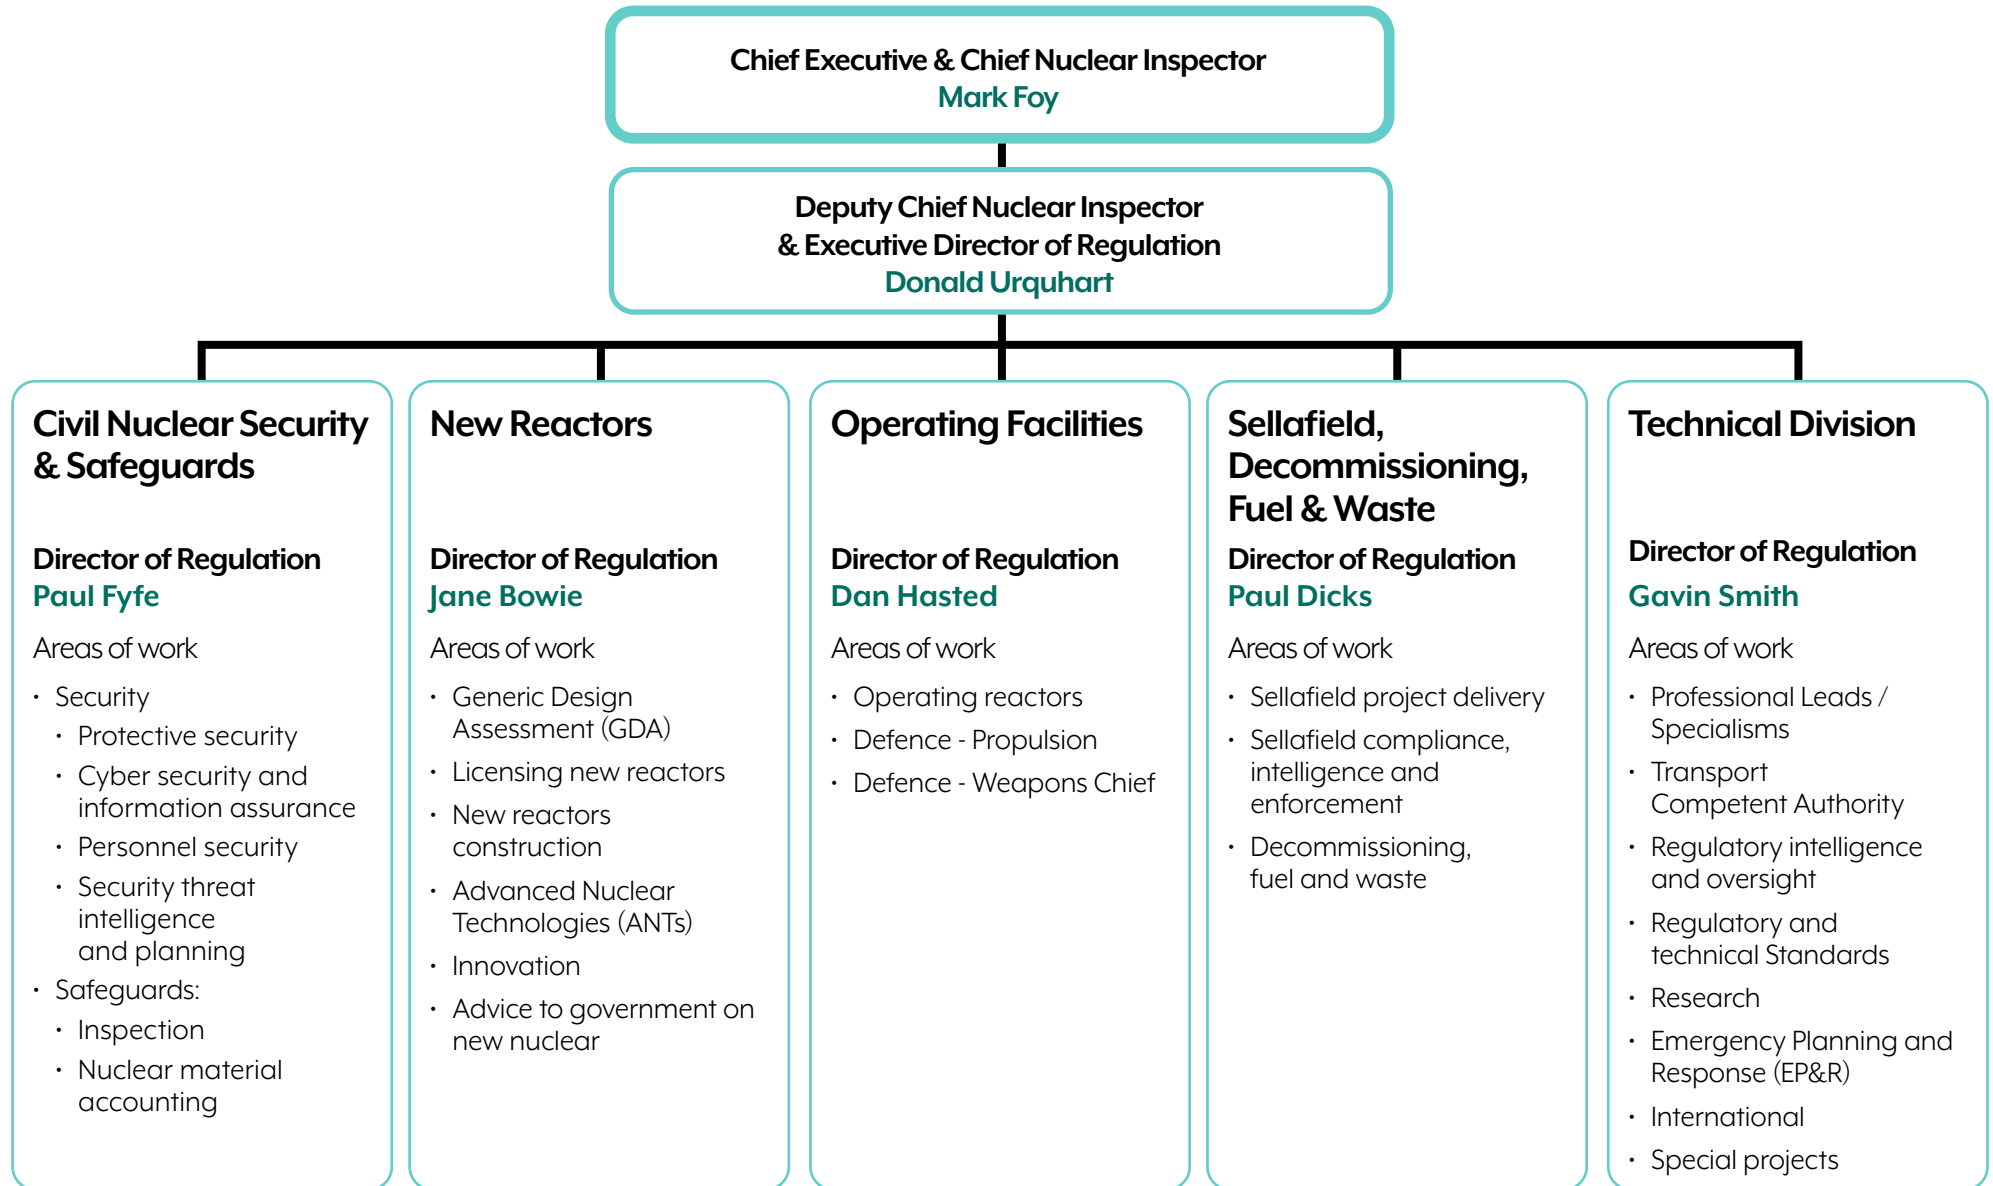 Chief Executive & Chief Nuclear Inspector
Mark Foy
Deputy Chief Nuclear Inspector
& Executive Director of Regulation
Donald Urquhart
Civil Nuclear Security
& Safeguards
Director of Regulation
Paul Fyfe
Areas of work
· Security
· Protective security
· Cyber security and
information assurance
· Personnel security
· Security threat
intelligence
and planning
· Safeguards:
· Inspection
· Nuclear material
accounting
New Reactors
Director of Regulation
Jane Bowie
Areas of work
· Generic Design
Assessment (GDA)
· Licensing new reactors
· New reactors
construction
· Advanced Nuclear
Technologies (ANTs)
· Innovation
· Advice to government on
new nuclear
Operating Facilities
Director of Regulation
Dan Hasted
Areas of work
· Operating reactors
· Defence - Propulsion
· Defence - Weapons Chief
Sellafield,
Decommissioning,
Fuel & Waste
Director of Regulation
Paul Dicks
Areas of work
· Sellafield project delivery
· Sellafield compliance,
intelligence and
enforcement
· Decommissioning,
fuel and waste
Technical Division
Director of Regulation
Gavin Smith
Areas of work
· Professional Leads /
Specialisms
· Transport
Competent Authority
· Regulatory intelligence
and oversight
· Regulatory and
technical Standards
· Research
· Emergency Planning and
Response (EP&R)
· International
· Special projects